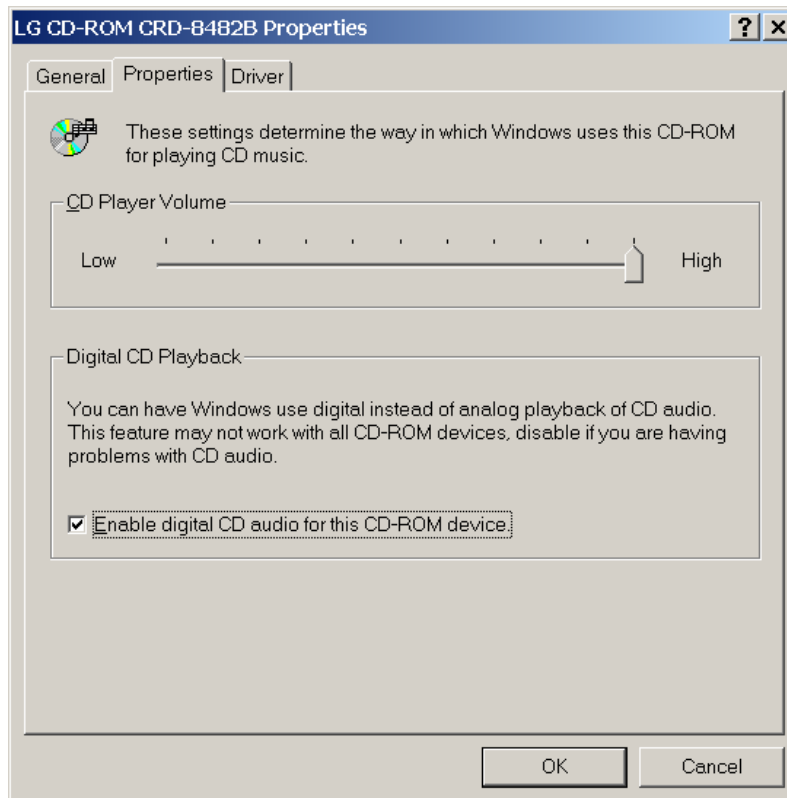 LG CD-ROM CRD-8482B Properties
General Properties Driver
These settings determine the way in which Windows uses this CD-ROM
for playing CD music.
CD Player Volume
Low High
Digital CD Playback
You can have Windows use digital instead of analog playback of CD audio.
This feature may not work with all CD-ROM devices, disable if you are having
problems with CD audio.
Enable digital CD audio for this CD-ROM device.
OK Cancel